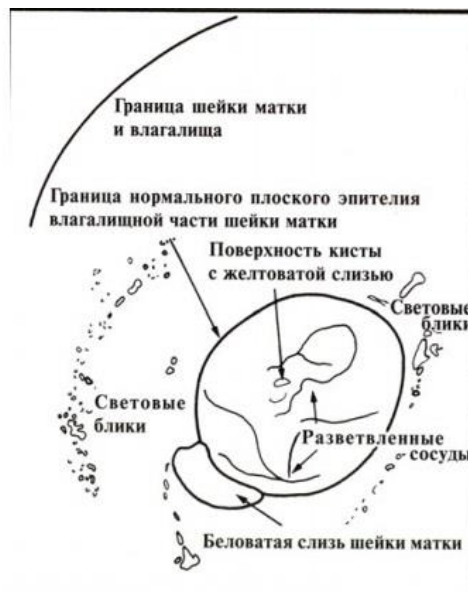 Граница шейки матки
и влагалища
Граница нормального плоского эпителия
влагалищной части шейки матки
Поверхность кисты
с желтоватой слизью
Световые
блики
Световые
блики
Разветвленные
сосуды
Беловатая слизь шейки матки